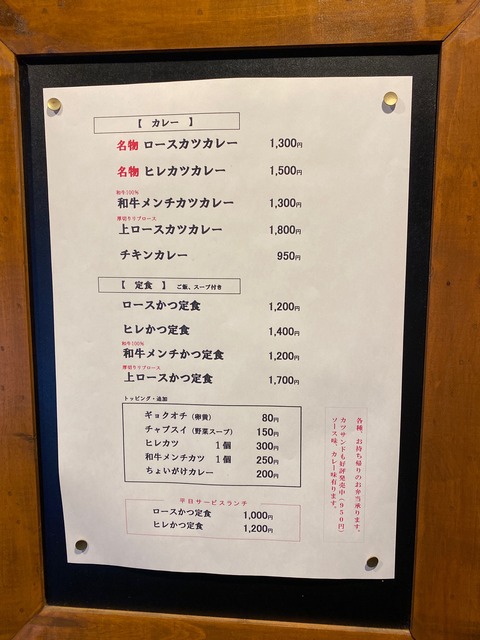 【 カレー 】
名物 ロースカツカレー 1,300円
名物 ヒレカツカレー 1,500円
和牛100%
和牛メンチカツカレー 1,300円
厚切りリブロース
上ロースカツカレー 1,800円
チキンカレー 950円
【 定食 】 ご飯、スープ付き
ロースかつ定食 1,200円
ヒレかつ定食 1,400円
和牛100%
和牛メンチかつ定食 1,200円
厚切りリブロース
上ロースかつ定食 1,700円
トッピング・追加
ギョクオチ(卵黄) 80円
チャプスイ(野菜スープ) 150円
ヒレカツ 1個 300円
和牛メンチカツ 1個 250円
ちょいがけカレー 200円
各種、お持ち帰りのお弁当承ります。
カツサンドも好評発売中(950円)
ソース味、カレー味有ります。
平日サービスランチ
ロースかつ定食 1,000円
ヒレかつ定食 1,200円